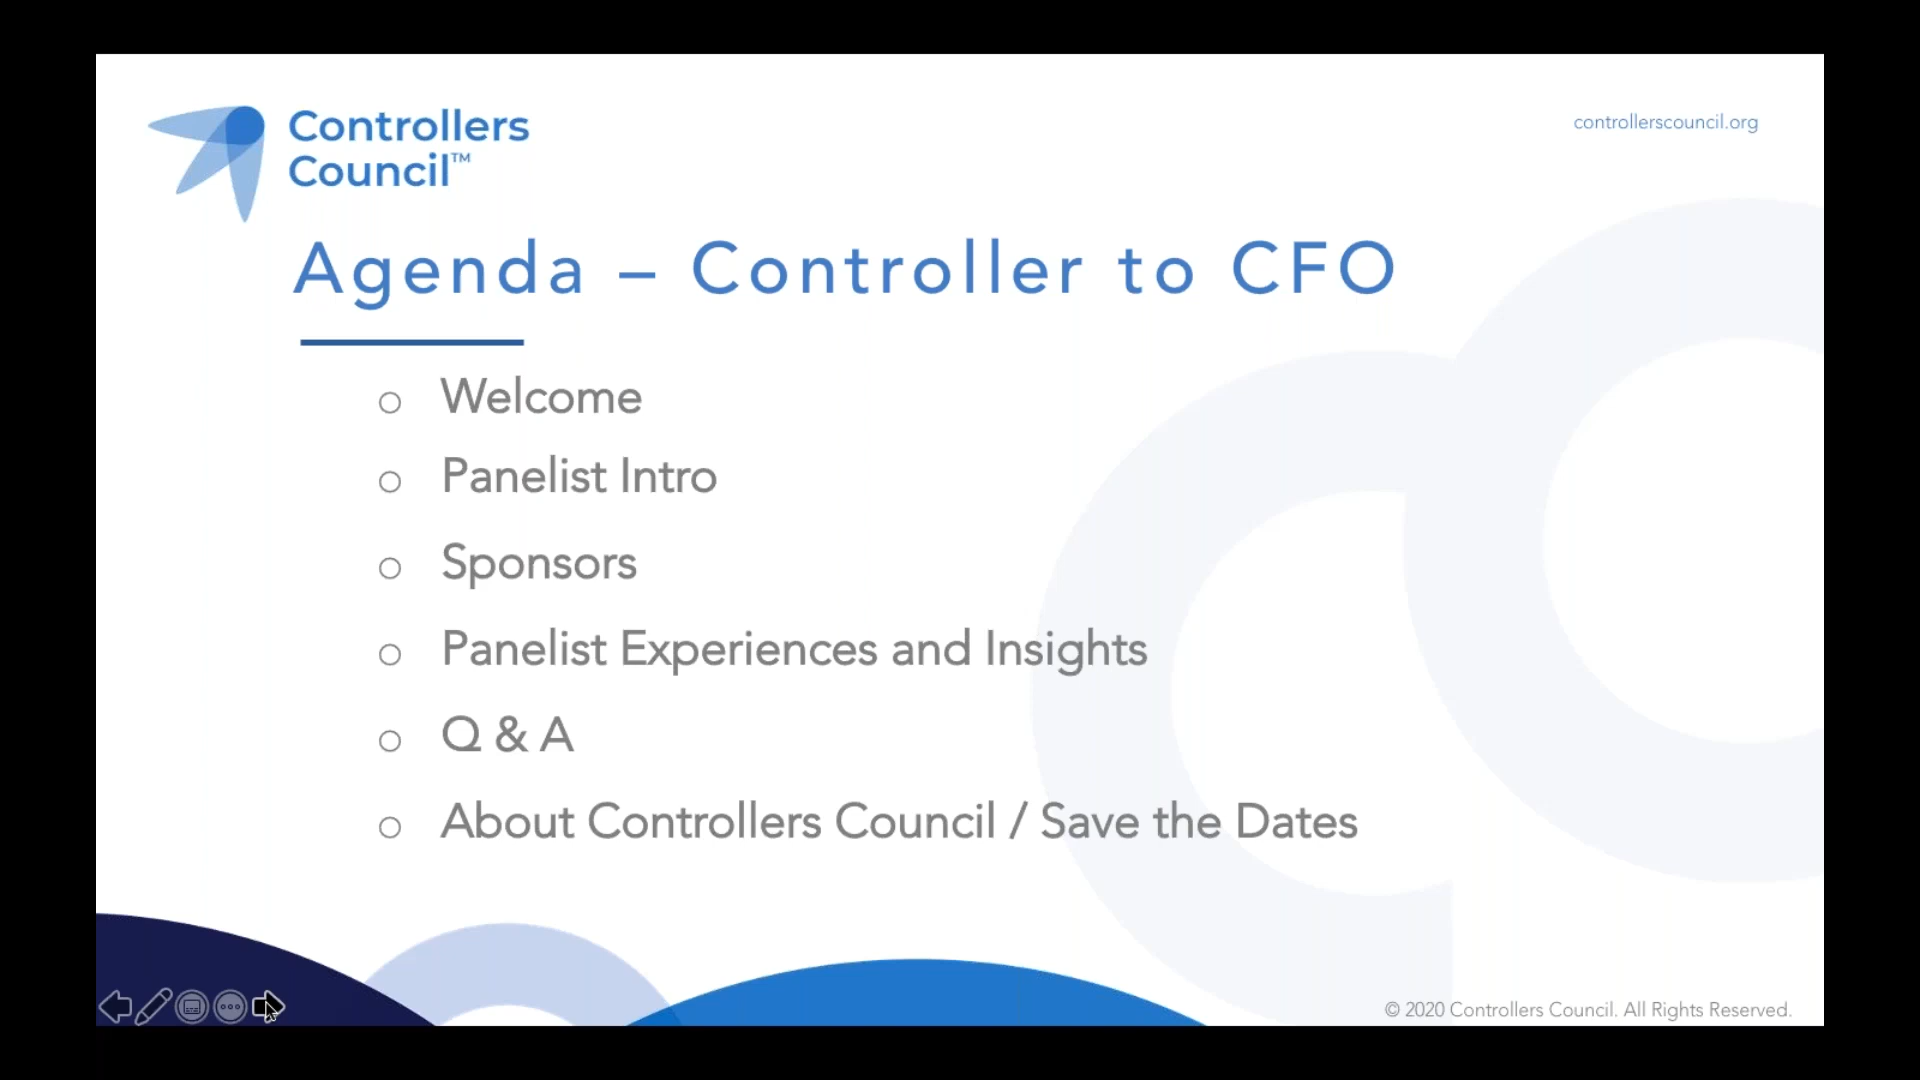 Controllers
Council™
controllerscouncil.org
Agenda – Controller to CFO
Welcome
Panelist Intro
Sponsors
Panelist Experiences and Insights
Q & A
About Controllers Council / Save the Dates
© 2020 Controllers Council. All Rights Reserved.